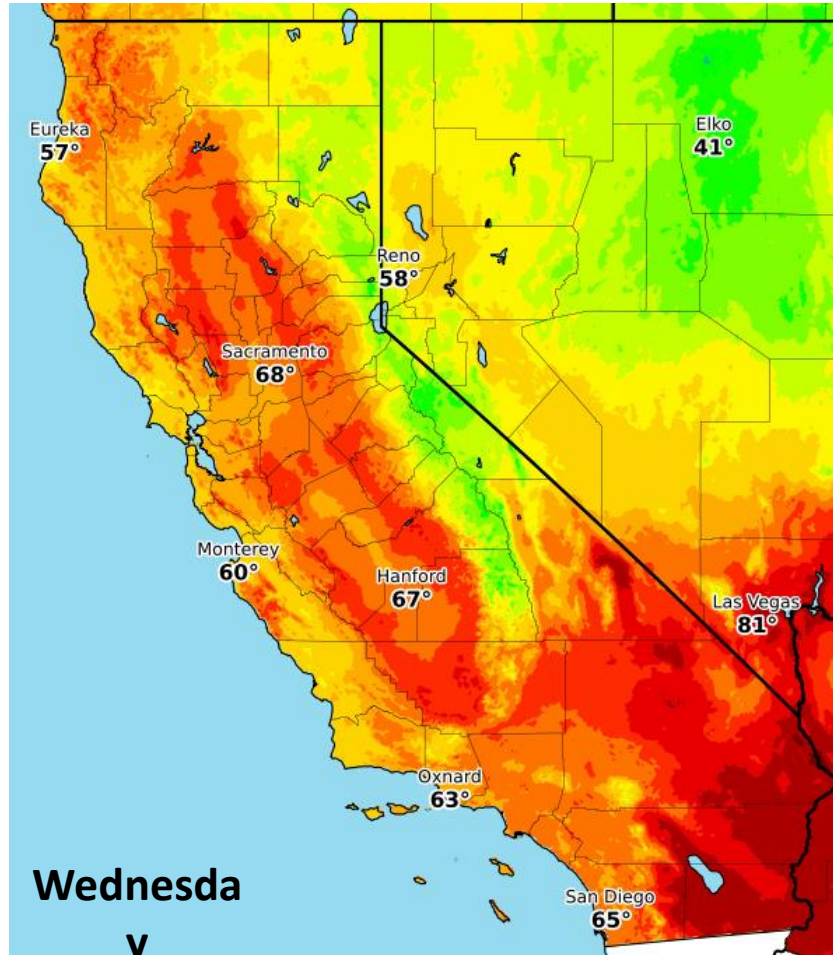 Eureka
57°
Elko
41°
Reno
58°
Sacramento
68°
Monterey
60°
Hanford
67°
Las Vegas
81°
Oxnard
63°
San Diego
65°
Wednesda
y